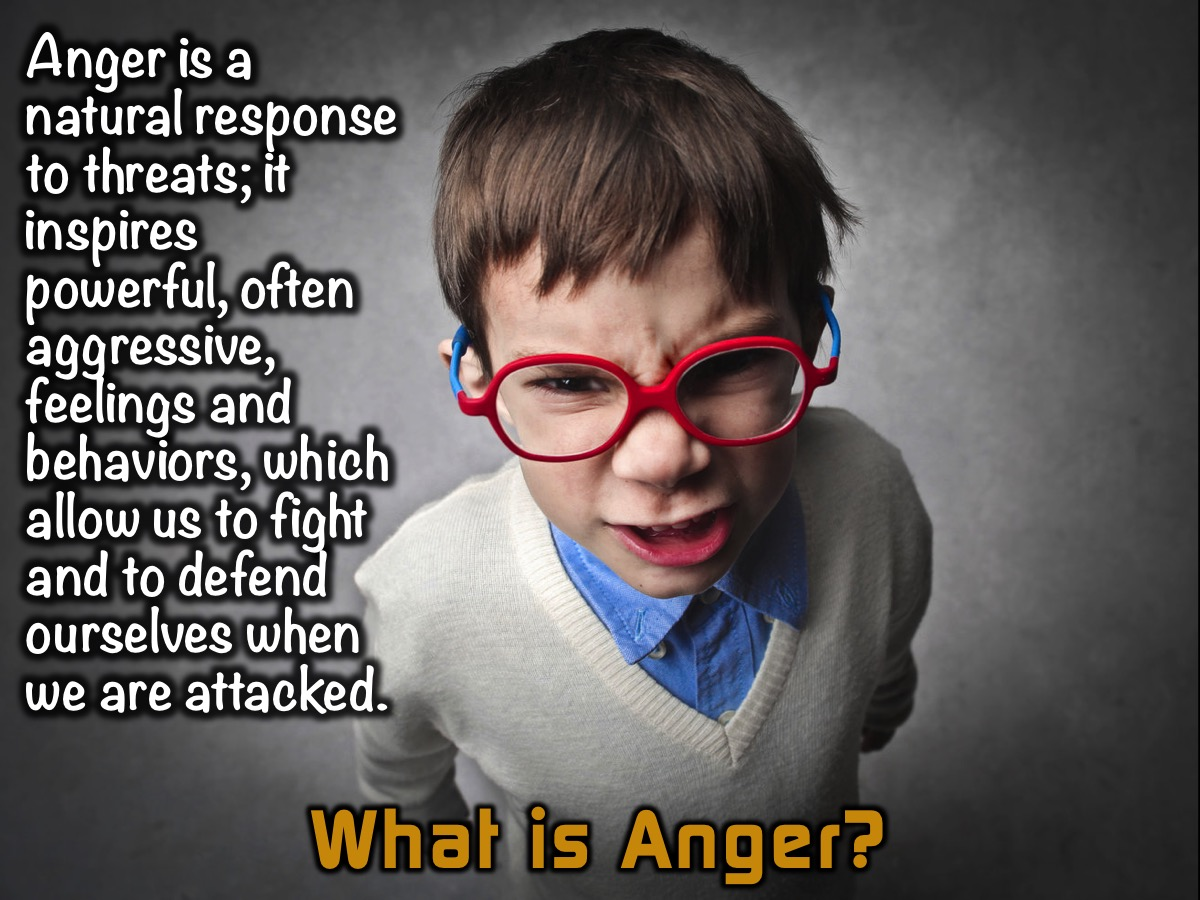 Anger is a
natural response
to threats; it
inspires
powerful, often
aggressive,
feelings and
behaviors, which
allow us to fight
and to defend
ourselves when
we are attacked.
What is Anger?